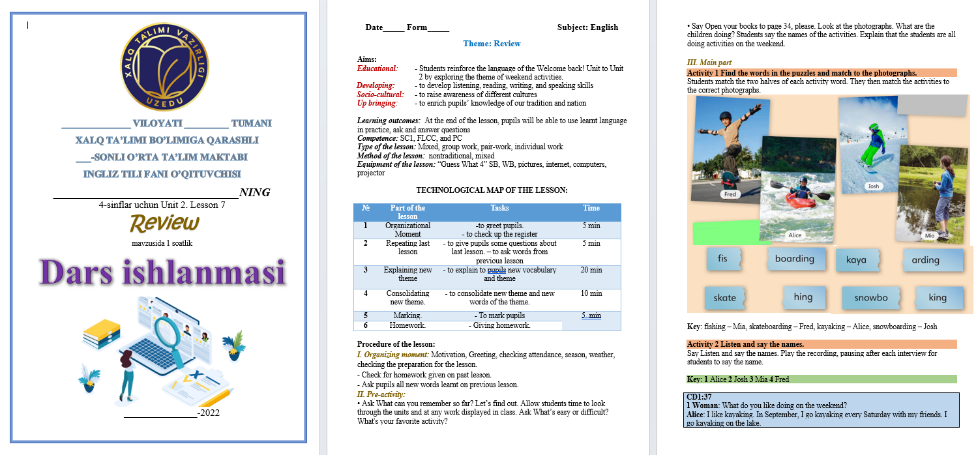 XALQ TALIMI VAZIRLIGI
UZEDU
____________ VILOYATI ________ TUMANI
XALQ TA'LIMI BO'LIMIGA QARASHLI
___-SONLI O'RTA TA'LIM MAKTABI
INGLIZ TILI FANI O'QITUVCHISI
______________________________NING
4-sinflar uchun Unit 2. Lesson 7
Review
mavzusida 1 soatlik
Dars ishlanmasi
______________-2022
Date_____ Form_____ Subject: English
Theme: Review
Aims:
Educational: - Students reinforce the language of the Welcome back! Unit to Unit
2 by exploring the theme of weekend activities.
Developing: - to develop listening, reading, writing, and speaking skills
Socio-cultural: - to raise awareness of different cultures
Up bringing: - to enrich pupils' knowledge of our tradition and nation
Learning outcomes: At the end of the lesson, pupils will be able to use learnt language
in practice, ask and answer questions
Competence: SC1, FLCC, and PC
Type of the lesson: Mixed, group work, pair-work, individual work
Method of the lesson: nontraditional, mixed
Equipment of the lesson: "Guess What 4" SB, WB, pictures, internet, computers,
projector
TECHNOLOGICAL MAP OF THE LESSON:
№ Part of the lesson Tasks Time
1 Organizational Moment -to greet pupils. - to check up the register 5 min
2 Repeating last lesson - to give pupils some questions about last lesson. – to ask words from previous lesson 5 min
3 Explaining new theme - to explain to pupils new vocabulary and theme 20 min
4 Consolidating new theme. - to consolidate new theme and new words of the theme. 10 min
5 Marking. - To mark pupils 5 min
6 Homework. - Giving homework.
Procedure of the lesson:
I. Organizing moment: Motivation, Greeting, checking attendance, season, weather,
checking the preparation for the lesson.
- Check for homework given on past lesson.
- Ask pupils all new words learnt on previous lesson.
II. Pre-activity:
• Ask What can you remember so far? Let's find out. Allow students time to look
through the units and at any work displayed in class. Ask What's easy or difficult?
What's your favorite activity?
• Say Open your books to page 34, please. Look at the photographs. What are the
children doing? Students say the names of the activities. Explain that the students are all
doing activities on the weekend.
III. Main part
Activity 1 Find the words in the puzzles and match to the photographs.
Students match the two halves of each activity word. They then match the activities to
the correct photographs.
Fred
Alice
Josh
Mia
fis boarding kaya arding
skate hing snowbo king
Key: fishing – Mia, skateboarding – Fred, kayaking – Alice, snowboarding – Josh
Activity 2 Listen and say the names.
Say Listen and say the names. Play the recording, pausing after each interview for
students to say the name.
Key: 1 Alice 2 Josh 3 Mia 4 Fred
CD1:37
1 Woman: What do you like doing on the weekend?
Alice: I like kayaking. In September, I go kayaking every Saturday with my friends. I
go kayaking on the lake.